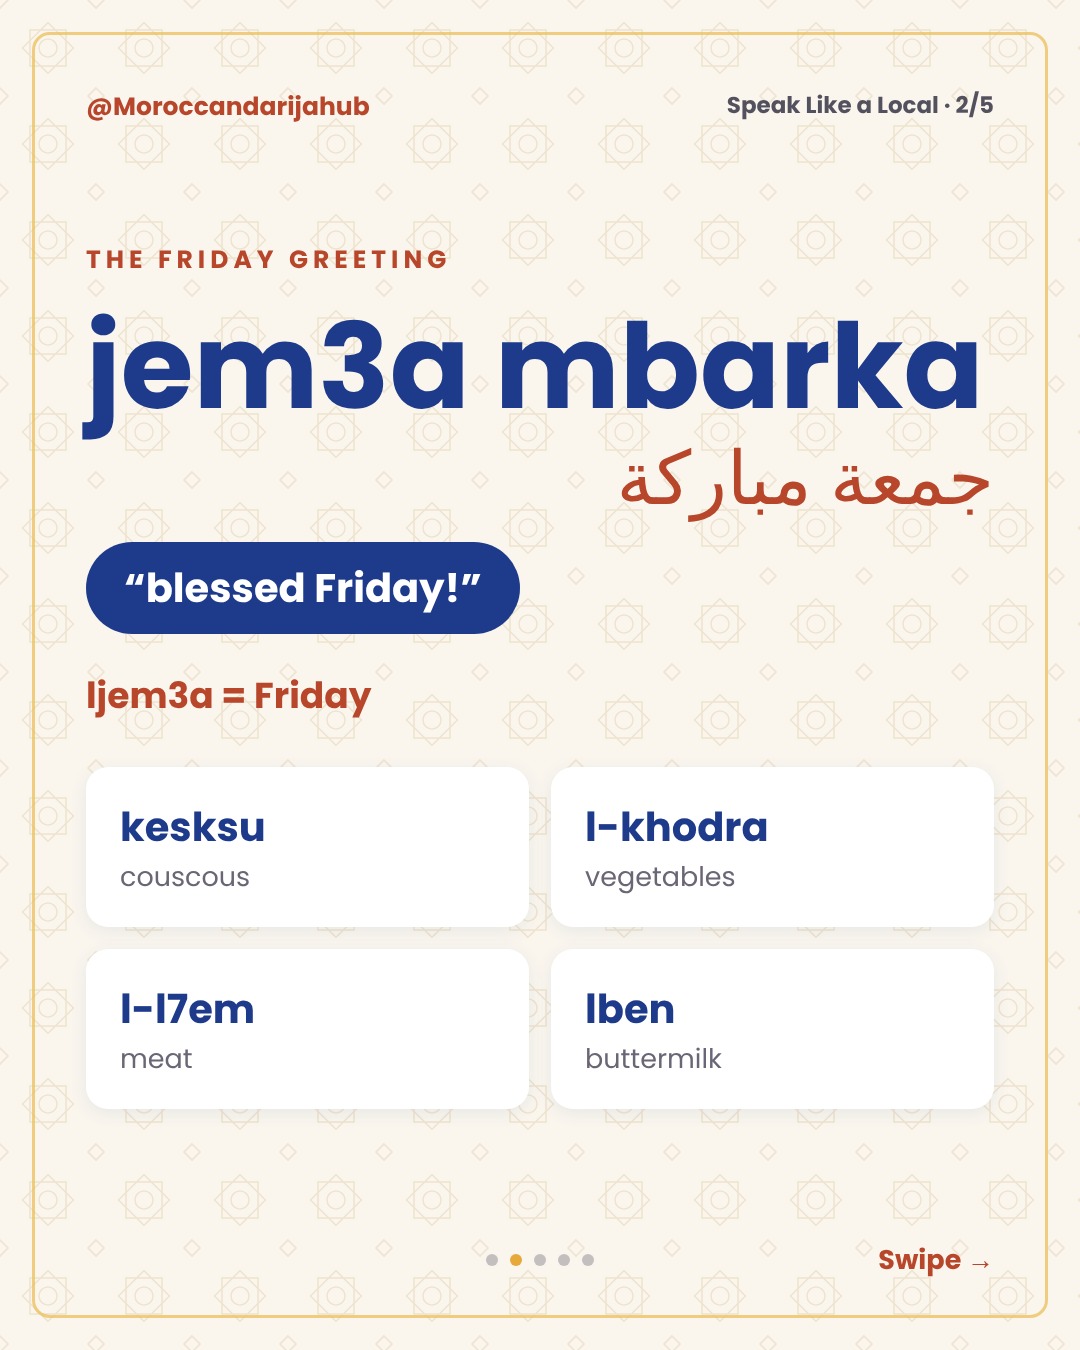 @Moroccandarijahub
Speak Like a Local · 2/5
THE FRIDAY GREETING
jem3a mbarka
جمعة مباركة
“blessed Friday!”
ljem3a = Friday
kesksu
couscous
l-khodra
vegetables
l-l7em
meat
lben
buttermilk
Swipe →